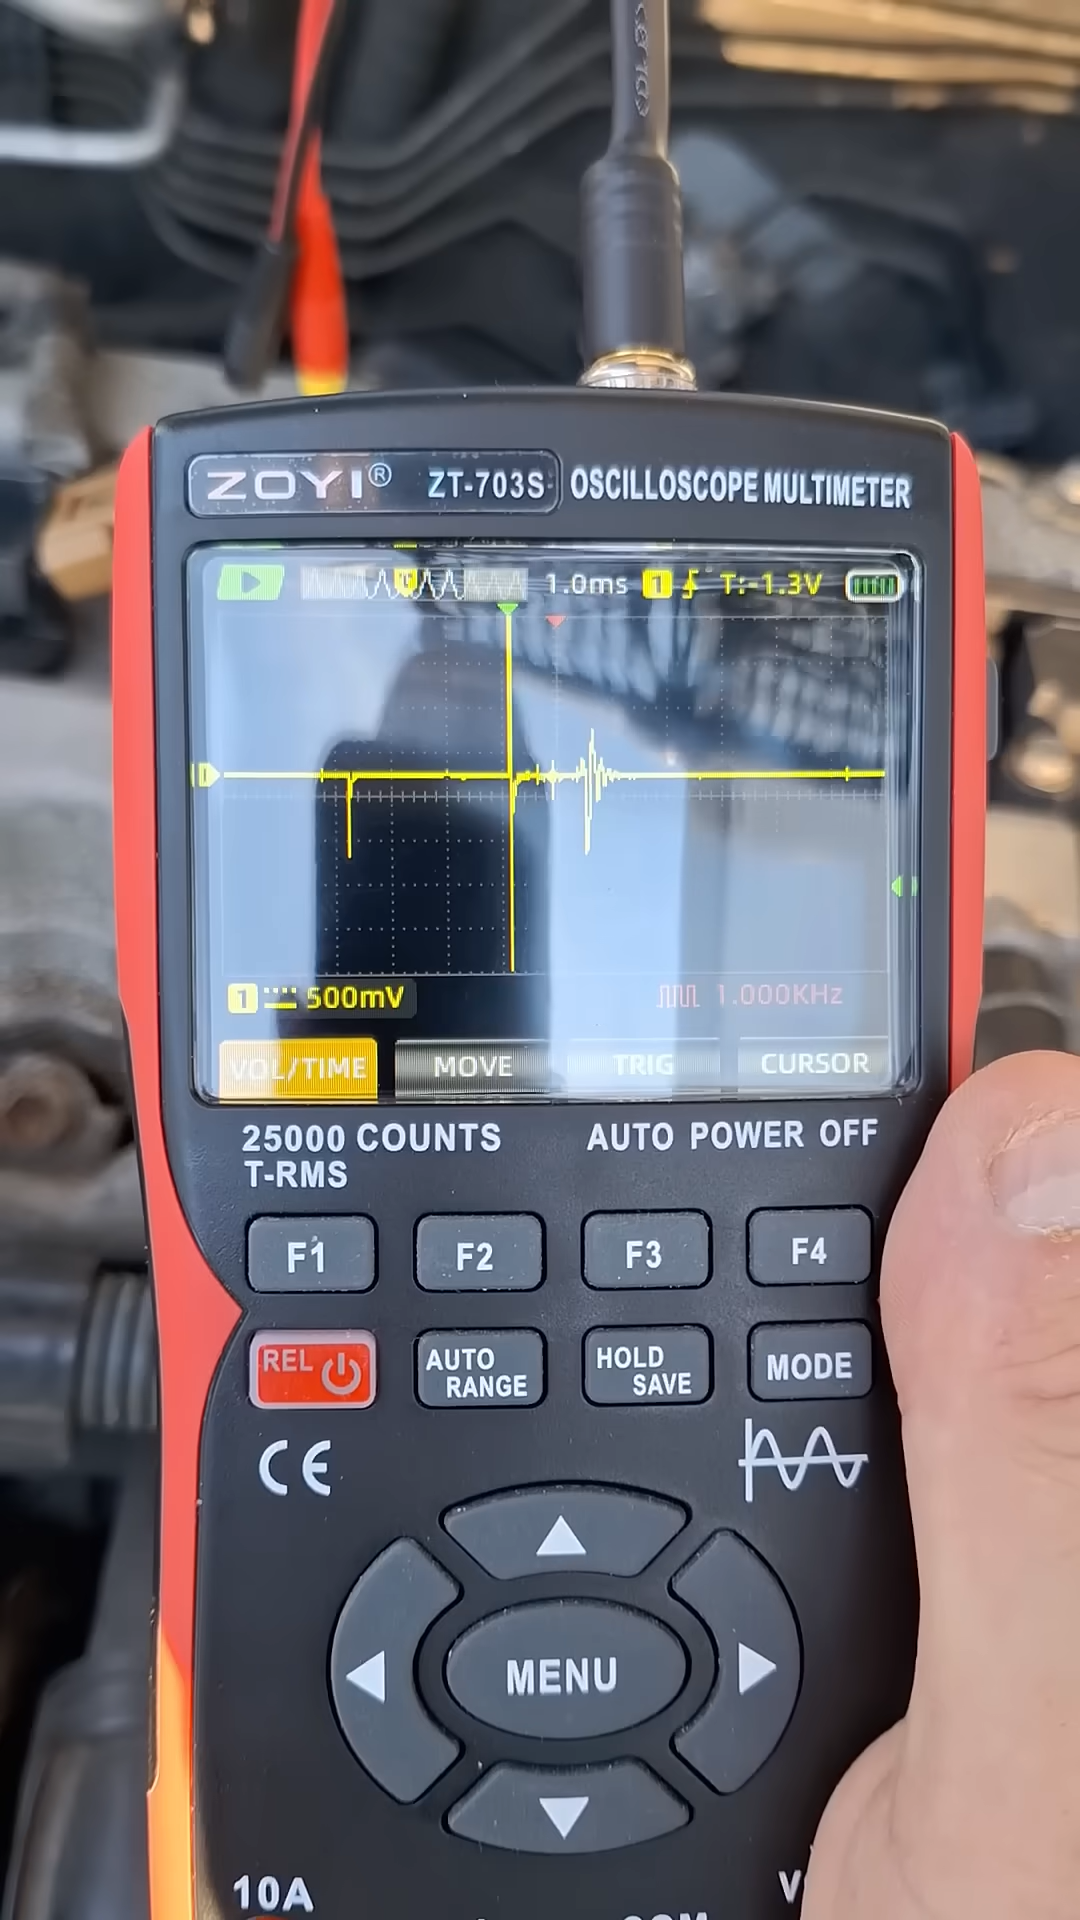 ZOYI® ZT-703S OSCILLOSCOPE MULTIMETER
1.0ms 1 T:-1.3V
1 500mV 1.000KHz
VOL/TIME MOVE TRIG CURSOR
25000 COUNTS AUTO POWER OFF
T-RMS
F1 F2 F3 F4
REL AUTO RANGE HOLD SAVE MODE
CE
MENU
10A